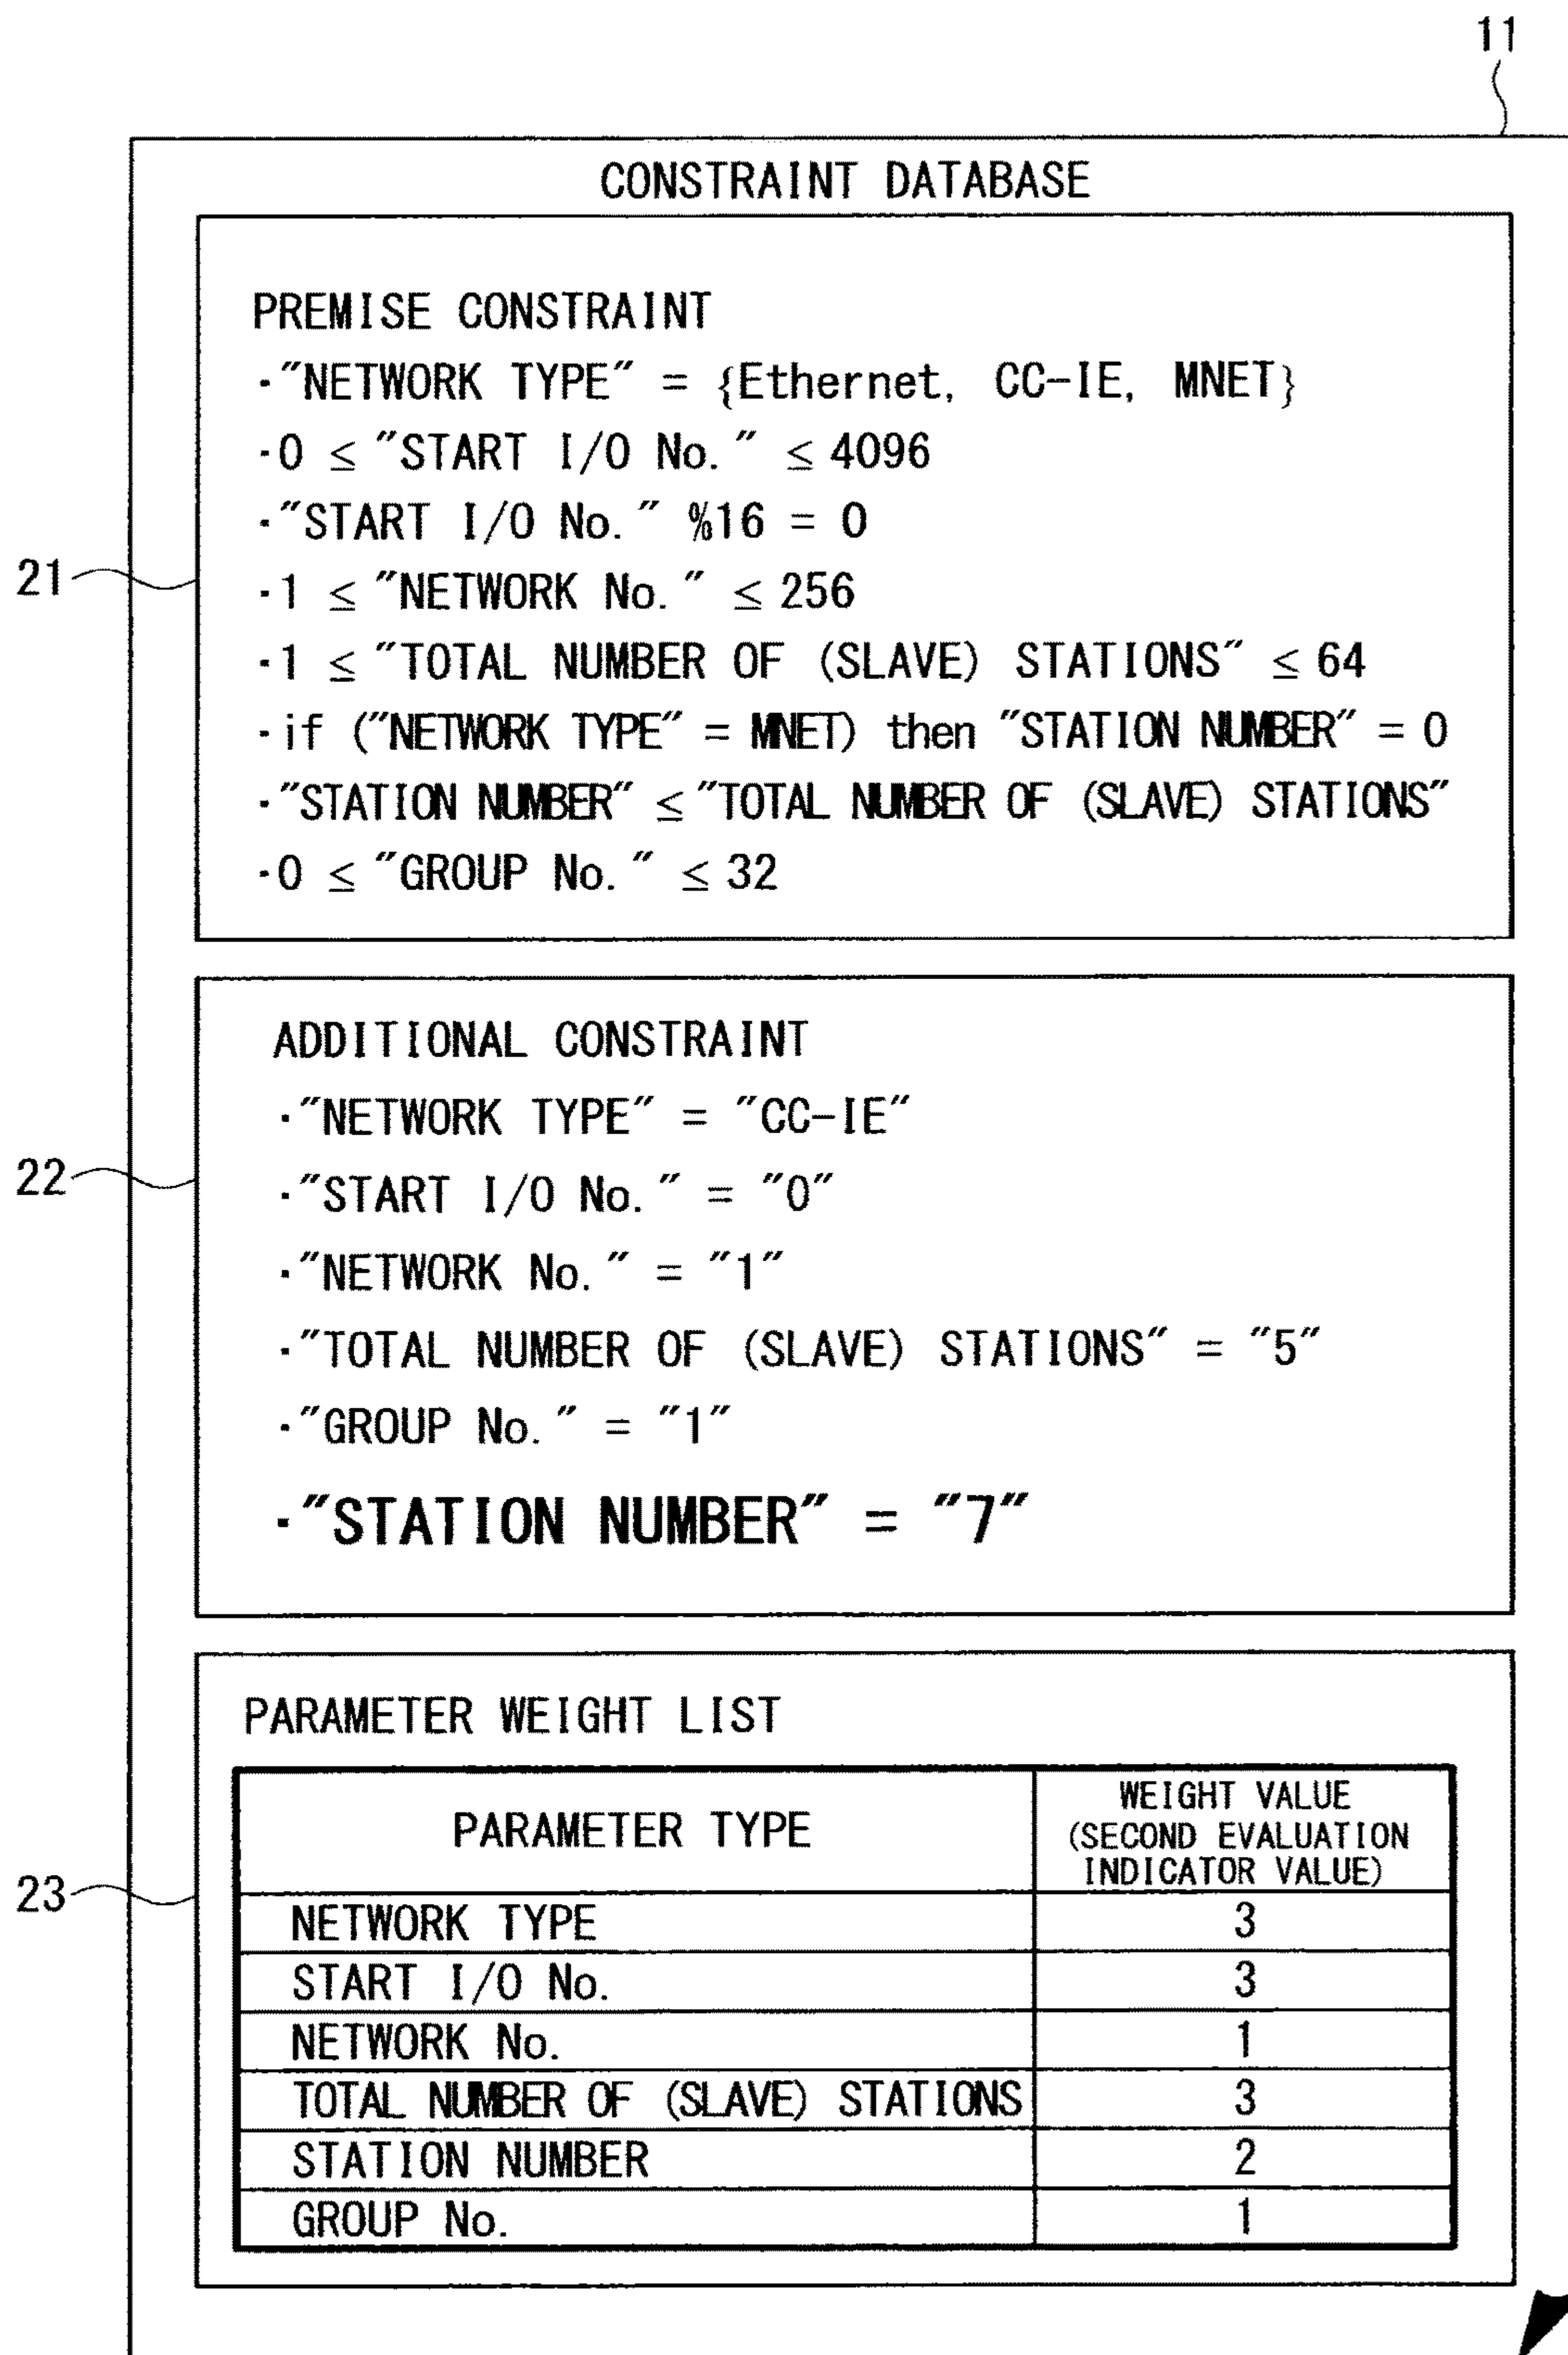 11
CONSTRAINT DATABASE
PREMISE CONSTRAINT
·"NETWORK TYPE" = {Ethernet, CC-IE, MNET}
·0 ≤ "START I/O No." ≤ 4096
·"START I/O No." %16 = 0
21
·1 ≤ "NETWORK No." ≤ 256
·1 ≤ "TOTAL NUMBER OF (SLAVE) STATIONS" ≤ 64
·if ("NETWORK TYPE" = MNET) then "STATION NUMBER" = 0
·"STATION NUMBER" ≤ "TOTAL NUMBER OF (SLAVE) STATIONS"
·0 ≤ "GROUP No." ≤ 32
ADDITIONAL CONSTRAINT
·"NETWORK TYPE" = "CC-IE"
22
·"START I/O No." = "0"
·"NETWORK No." = "1"
·"TOTAL NUMBER OF (SLAVE) STATIONS" = "5"
·"GROUP No." = "1"
·"STATION NUMBER" = "7"
PARAMETER WEIGHT LIST
PARAMETER TYPE
WEIGHT VALUE
(SECOND EVALUATION
INDICATOR VALUE)
23
NETWORK TYPE 3
START I/O No. 3
NETWORK No. 1
TOTAL NUMBER OF (SLAVE) STATIONS 3
STATION NUMBER 2
GROUP No. 1